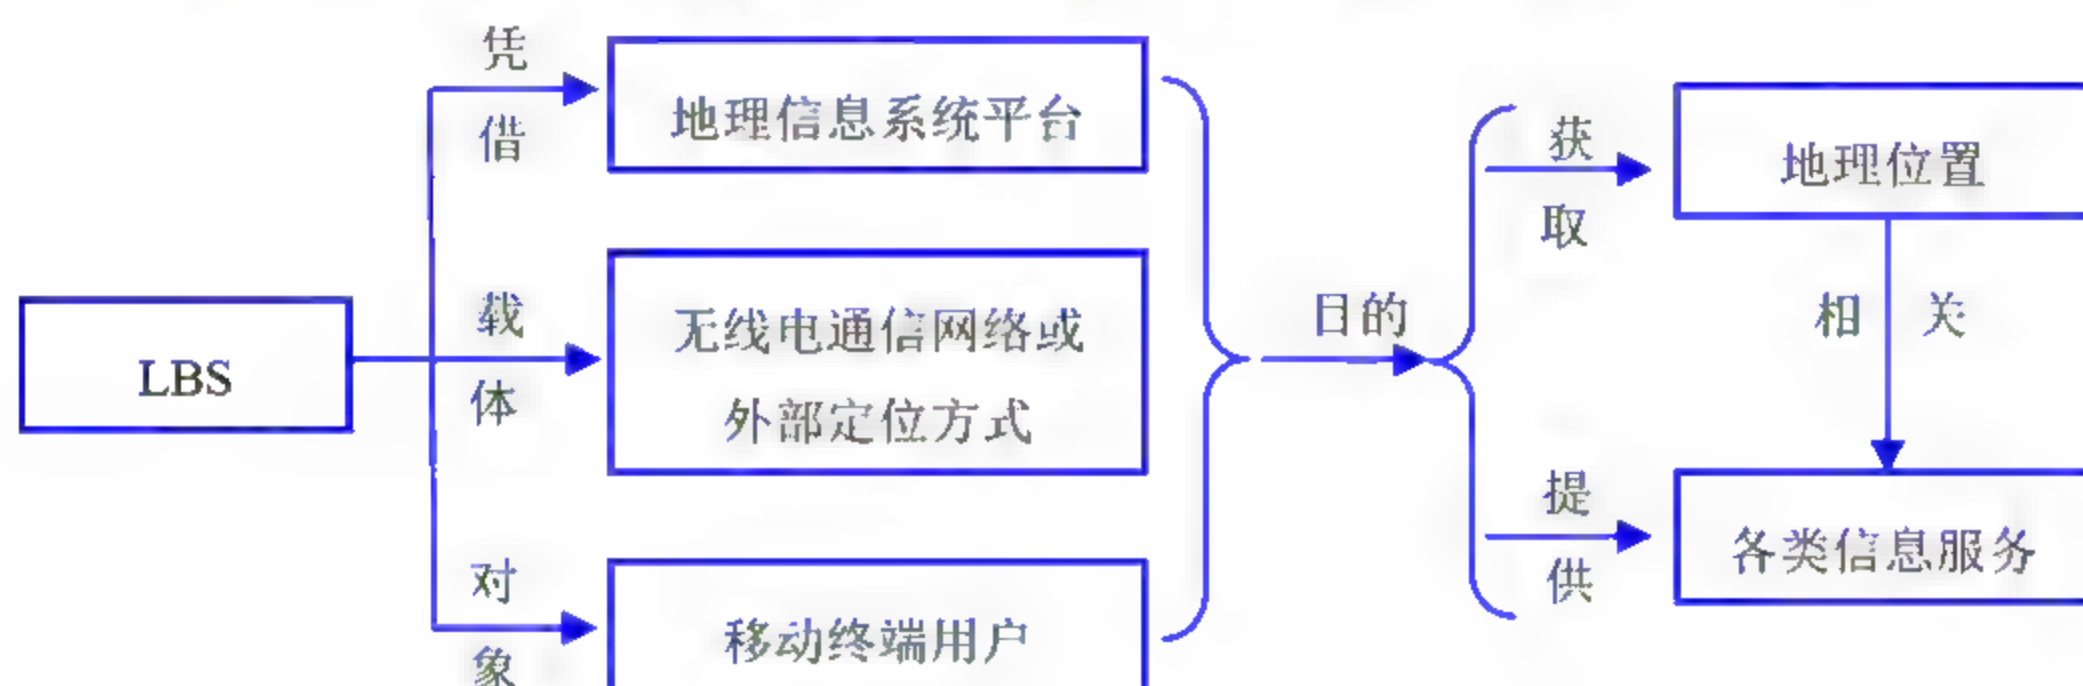 LBS
凭借
地理信息系统平台
载体
无线电通信网络或
外部定位方式
对象
移动终端用户
目的
获取
地理位置
相关
提供
各类信息服务